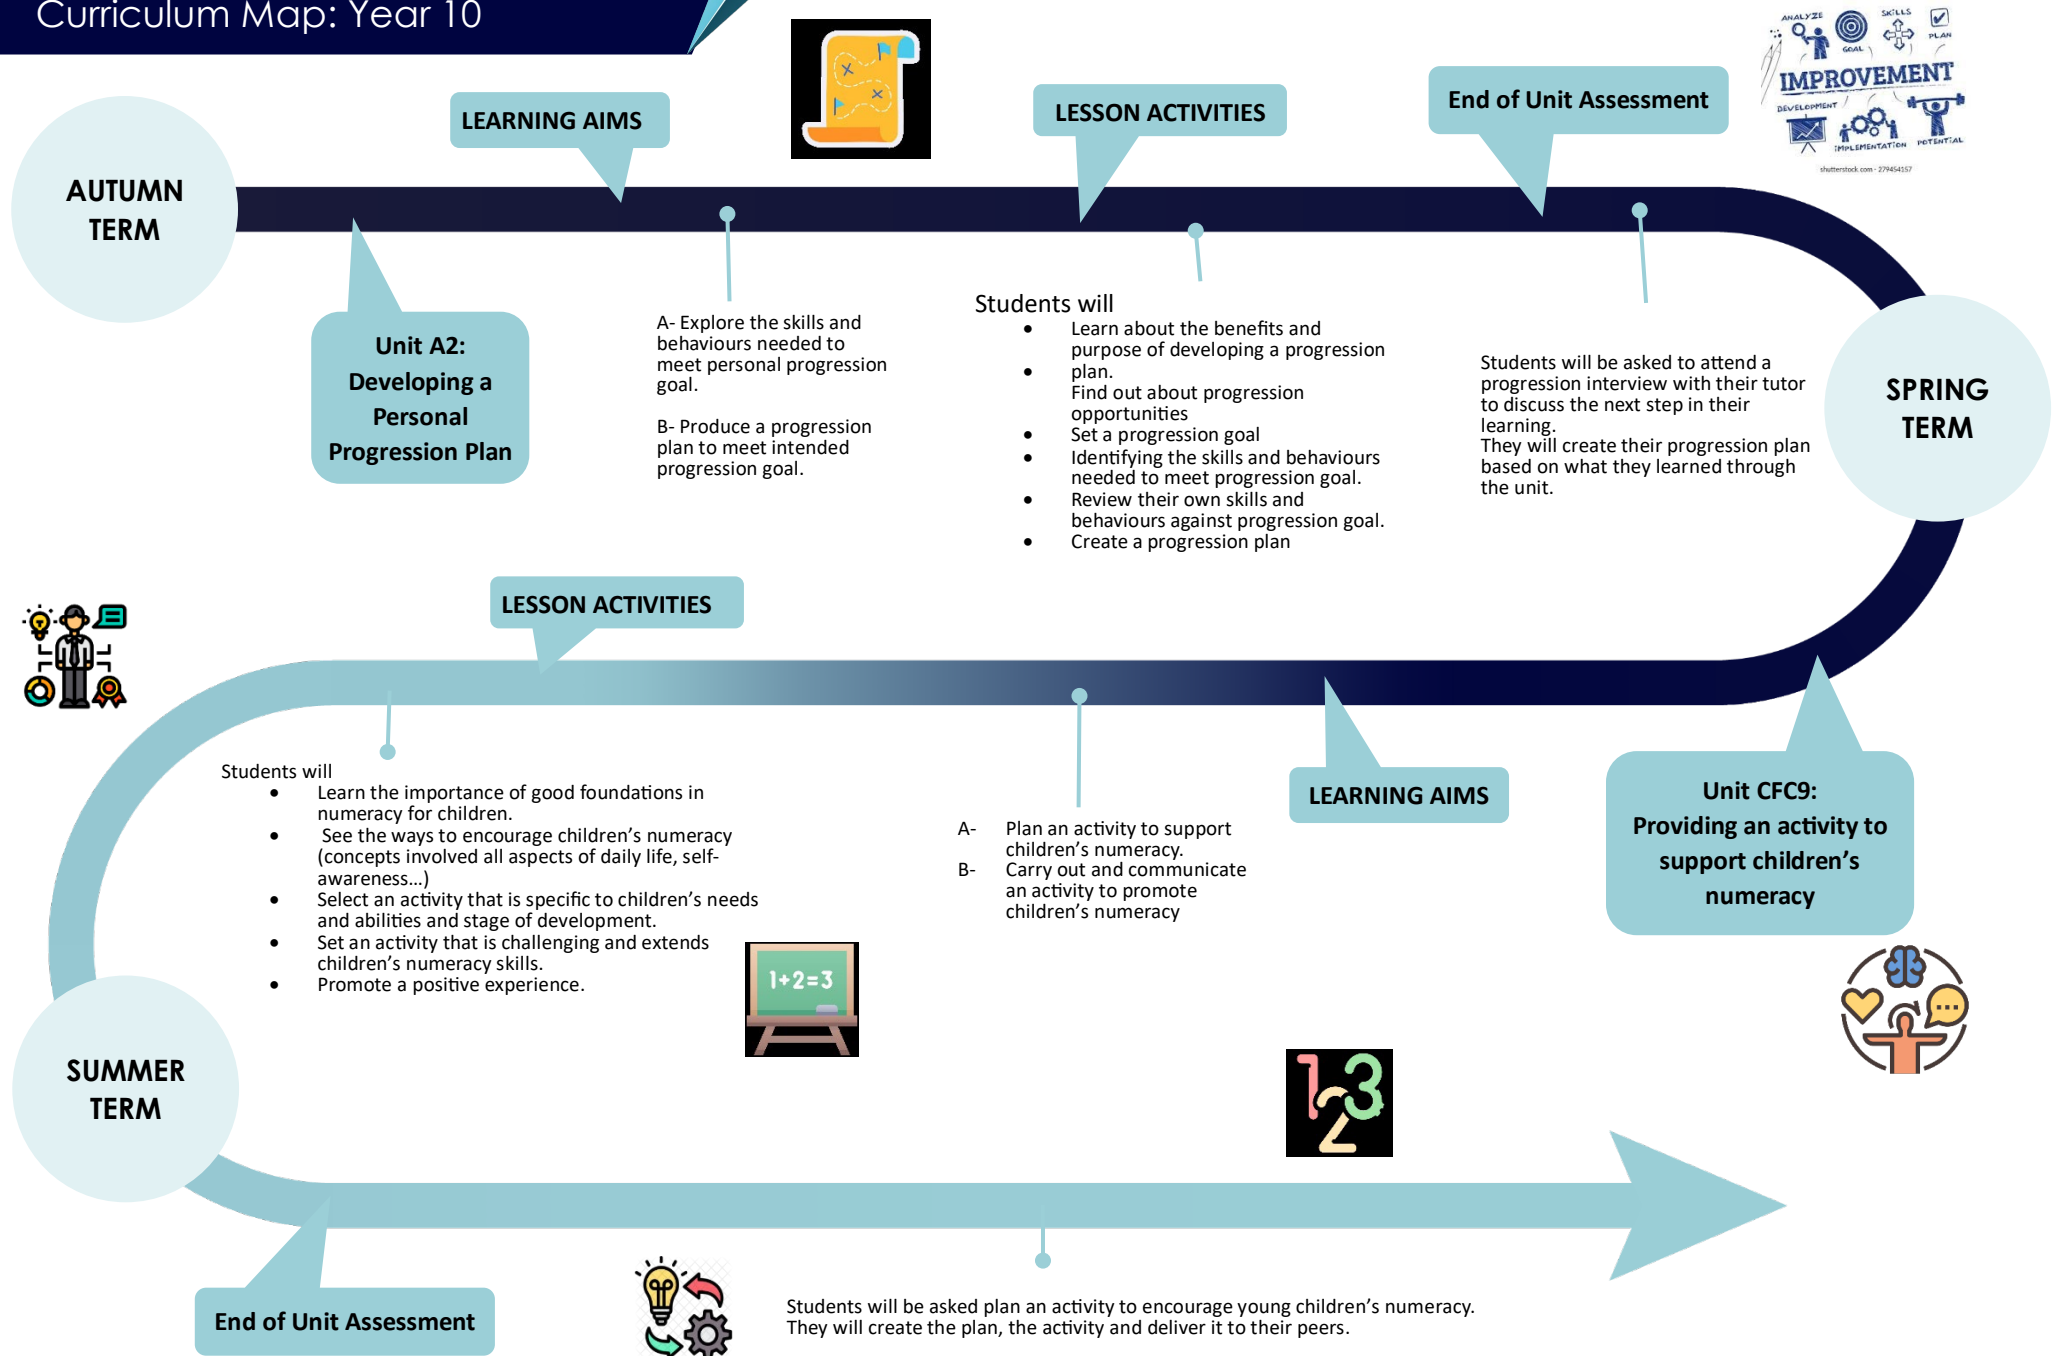 Curriculum Map: Year 10
ANALYZE
GOAL
SKILLS
PLAN
IMPROVEMENT
DEVELOPMENT
IMPLEMENTATION
POTENTIAL
shutterstock.com · 279454157
LEARNING AIMS
LESSON ACTIVITIES
End of Unit Assessment
AUTUMN
TERM
Unit A2:
Developing a
Personal
Progression Plan
A- Explore the skills and
behaviours needed to
meet personal progression
goal.
B- Produce a progression
plan to meet intended
progression goal.
Students will
• Learn about the benefits and
purpose of developing a progression
• plan.
Find out about progression
opportunities
• Set a progression goal
• Identifying the skills and behaviours
needed to meet progression goal.
• Review their own skills and
behaviours against progression goal.
• Create a progression plan
Students will be asked to attend a
progression interview with their tutor
to discuss the next step in their
learning.
They will create their progression plan
based on what they learned through
the unit.
SPRING
TERM
Unit CFC9:
Providing an activity to
support children's
numeracy
LEARNING AIMS
A- Plan an activity to support
children's numeracy.
B- Carry out and communicate
an activity to promote
children's numeracy
LESSON ACTIVITIES
Students will
• Learn the importance of good foundations in
numeracy for children.
• See the ways to encourage children's numeracy
(concepts involved all aspects of daily life, self-
awareness...)
• Select an activity that is specific to children's needs
and abilities and stage of development.
• Set an activity that is challenging and extends
children's numeracy skills.
• Promote a positive experience.
1+2=3
123
SUMMER
TERM
End of Unit Assessment
Students will be asked plan an activity to encourage young children's numeracy.
They will create the plan, the activity and deliver it to their peers.